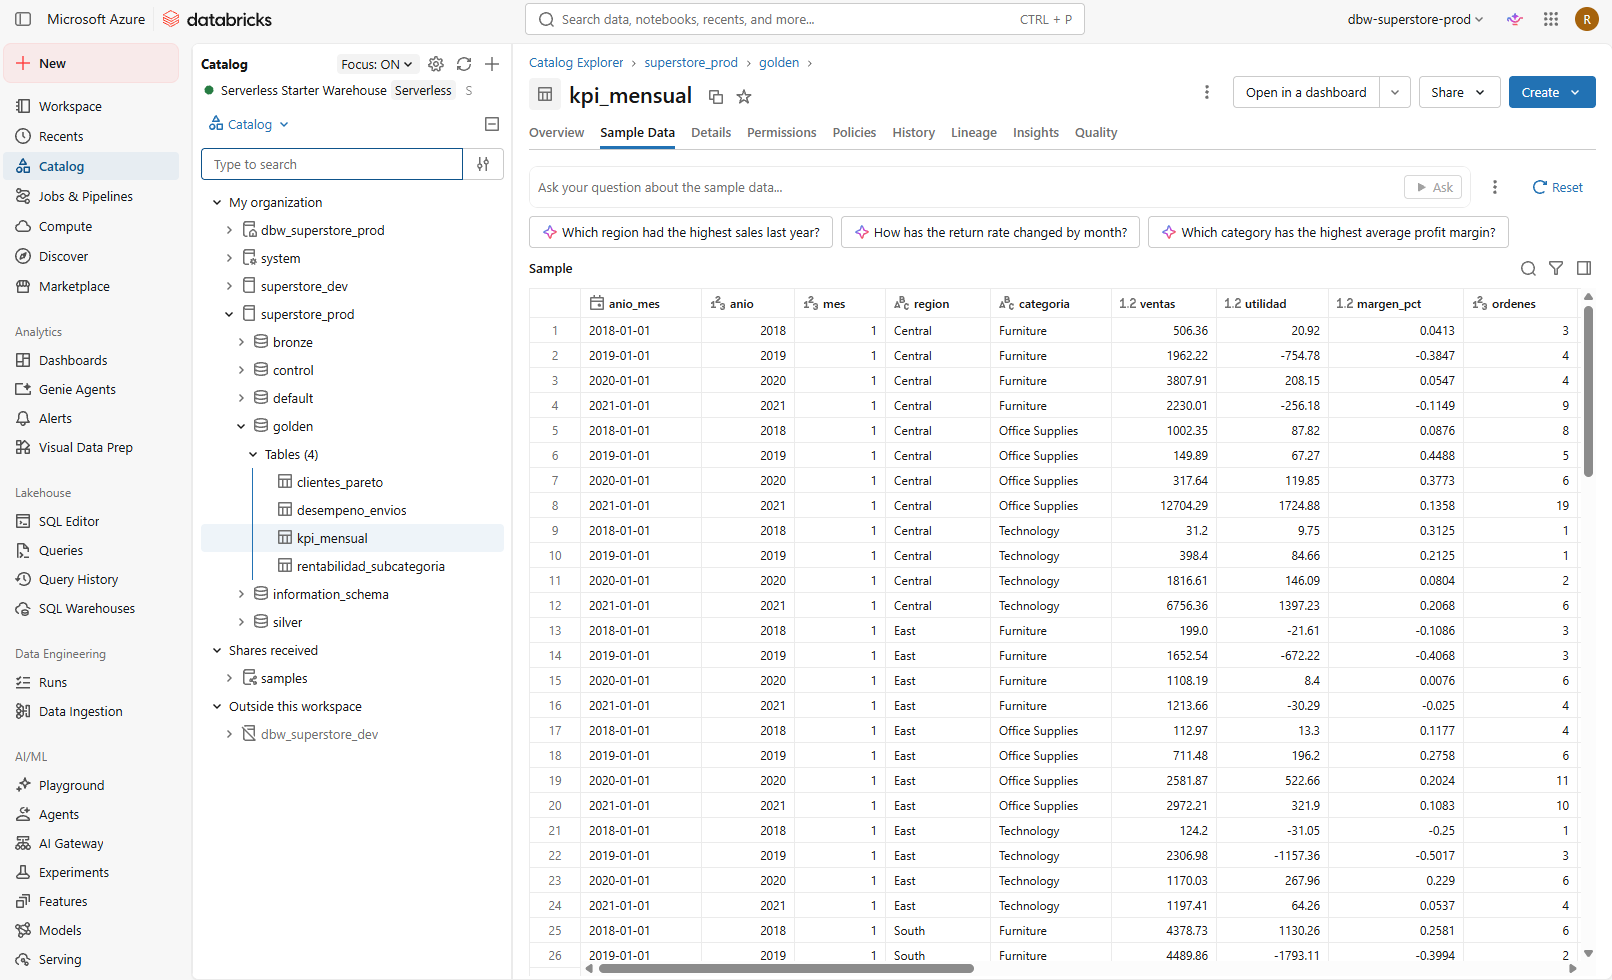 Microsoft Azure databricks
Search data, notebooks, recents, and more... CTRL + P
dbw-superstore-prod R
New
Workspace
Recents
Catalog
Jobs & Pipelines
Compute
Discover
Marketplace
Analytics
Dashboards
Genie Agents
Alerts
Visual Data Prep
Lakehouse
SQL Editor
Queries
Query History
SQL Warehouses
Data Engineering
Runs
Data Ingestion
AI/ML
Playground
Agents
AI Gateway
Experiments
Features
Models
Serving
Catalog Focus: ON
Serverless Starter Warehouse Serverless S
Catalog
Type to search
My organization
dbw_superstore_prod
system
superstore_dev
superstore_prod
bronze
control
default
golden
Tables (4)
clientes_pareto
desempeno_envios
kpi_mensual
rentabilidad_subcategoria
information_schema
silver
Shares received
samples
Outside this workspace
dbw_superstore_dev
Catalog Explorer › superstore_prod › golden ›
kpi_mensual
Open in a dashboard Share Create
Overview Sample Data Details Permissions Policies History Lineage Insights Quality
Ask your question about the sample data... Ask Reset
Which region had the highest sales last year? How has the return rate changed by month? Which category has the highest average profit margin?
Sample
anio_mes 123 anio 123 mes ABC region ABC categoria 1.2 ventas 1.2 utilidad 1.2 margen_pct 123 ordenes
1 2018-01-01 2018 1 Central Furniture 506.36 20.92 0.0413 3
2 2019-01-01 2019 1 Central Furniture 1962.22 -754.78 -0.3847 4
3 2020-01-01 2020 1 Central Furniture 3807.91 208.15 0.0547 4
4 2021-01-01 2021 1 Central Furniture 2230.01 -256.18 -0.1149 9
5 2018-01-01 2018 1 Central Office Supplies 1002.35 87.82 0.0876 8
6 2019-01-01 2019 1 Central Office Supplies 149.89 67.27 0.4488 5
7 2020-01-01 2020 1 Central Office Supplies 317.64 119.85 0.3773 6
8 2021-01-01 2021 1 Central Office Supplies 12704.29 1724.88 0.1358 19
9 2018-01-01 2018 1 Central Technology 31.2 9.75 0.3125 1
10 2019-01-01 2019 1 Central Technology 398.4 84.66 0.2125 1
11 2020-01-01 2020 1 Central Technology 1816.61 146.09 0.0804 2
12 2021-01-01 2021 1 Central Technology 6756.36 1397.23 0.2068 6
13 2018-01-01 2018 1 East Furniture 199.0 -21.61 -0.1086 3
14 2019-01-01 2019 1 East Furniture 1652.54 -672.22 -0.4068 3
15 2020-01-01 2020 1 East Furniture 1108.19 8.4 0.0076 6
16 2021-01-01 2021 1 East Furniture 1213.66 -30.29 -0.025 4
17 2018-01-01 2018 1 East Office Supplies 112.97 13.3 0.1177 4
18 2019-01-01 2019 1 East Office Supplies 711.48 196.2 0.2758 6
19 2020-01-01 2020 1 East Office Supplies 2581.87 522.66 0.2024 11
20 2021-01-01 2021 1 East Office Supplies 2972.21 321.9 0.1083 10
21 2018-01-01 2018 1 East Technology 124.2 -31.05 -0.25 1
22 2019-01-01 2019 1 East Technology 2306.98 -1157.36 -0.5017 3
23 2020-01-01 2020 1 East Technology 1170.03 267.96 0.229 6
24 2021-01-01 2021 1 East Technology 1197.41 64.26 0.0537 4
25 2018-01-01 2018 1 South Furniture 4378.73 1130.26 0.2581 6
26 2019-01-01 2019 1 South Furniture 4489.86 -1793.11 -0.3994 2